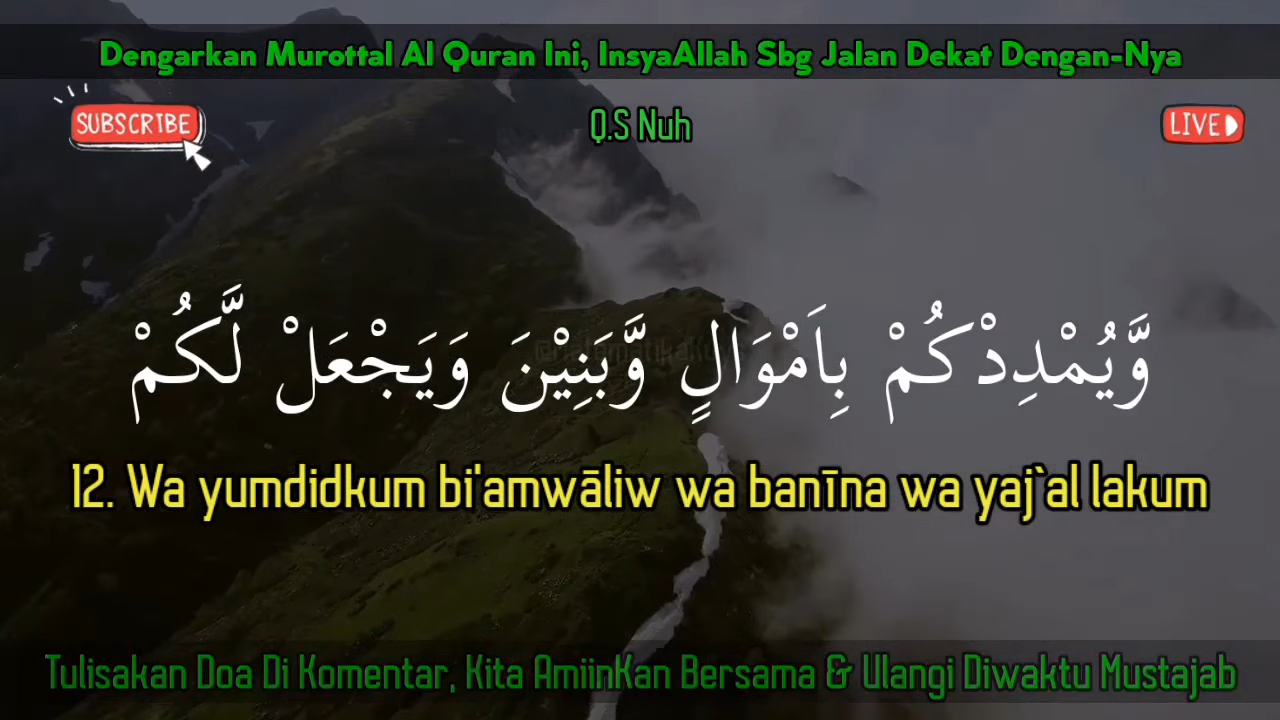 Dengarkan Murottal Al Quran Ini, InsyaAllah Sbg Jalan Dekat Dengan-Nya
SUBSCRIBE
Q.S Nuh
LIVE
وَّيُمْدِدْكُمْ بِاَمْوَالٍ وَّبَنِيْنَ وَيَجْعَلْ لَّكُمْ
12. Wa yumdidkum bi'amwāliw wa banīna wa yaj`al lakum
Tulisakan Doa Di Komentar, Kita AmiinKan Bersama & Ulangi Diwaktu Mustajab